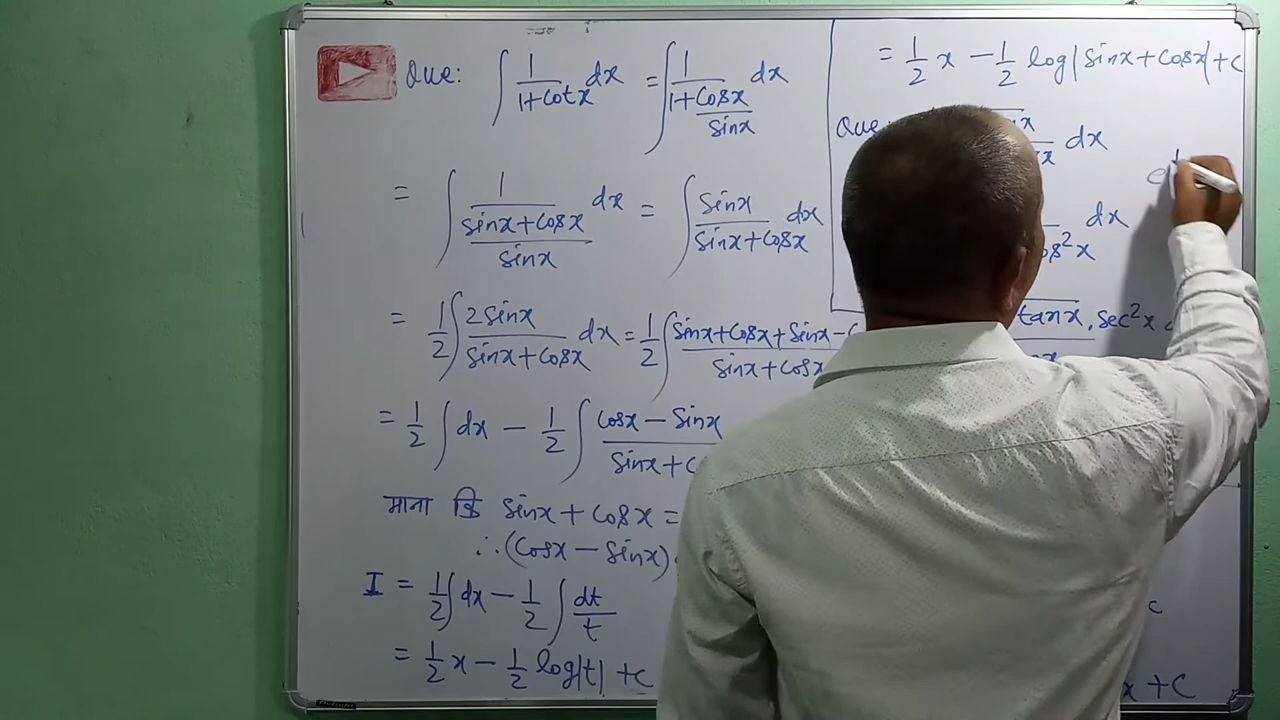 Que: ∫ 1/(1+cotx) dx = ∫ 1/(1+cosx/sinx) dx
= ∫ 1/((sinx+cosx)/sinx) dx = ∫ sinx/(sinx+cosx) dx
= 1/2 ∫ 2sinx/(sinx+cosx) dx = 1/2 ∫ (sinx+cosx+sinx-
sinx+cosx
= 1/2 ∫ dx - 1/2 ∫ (cosx-sinx)/(sinx+c
माना कि sinx+cosx =
∴ (cosx-sinx)
I = 1/2 ∫ dx - 1/2 ∫ dt/t
= 1/2 x - 1/2 log|t| +c
= 1/2 x - 1/2 log|sinx+cosx|+c
Que:
x dx
dx
os²x
tanx. sec²x
c
x +c